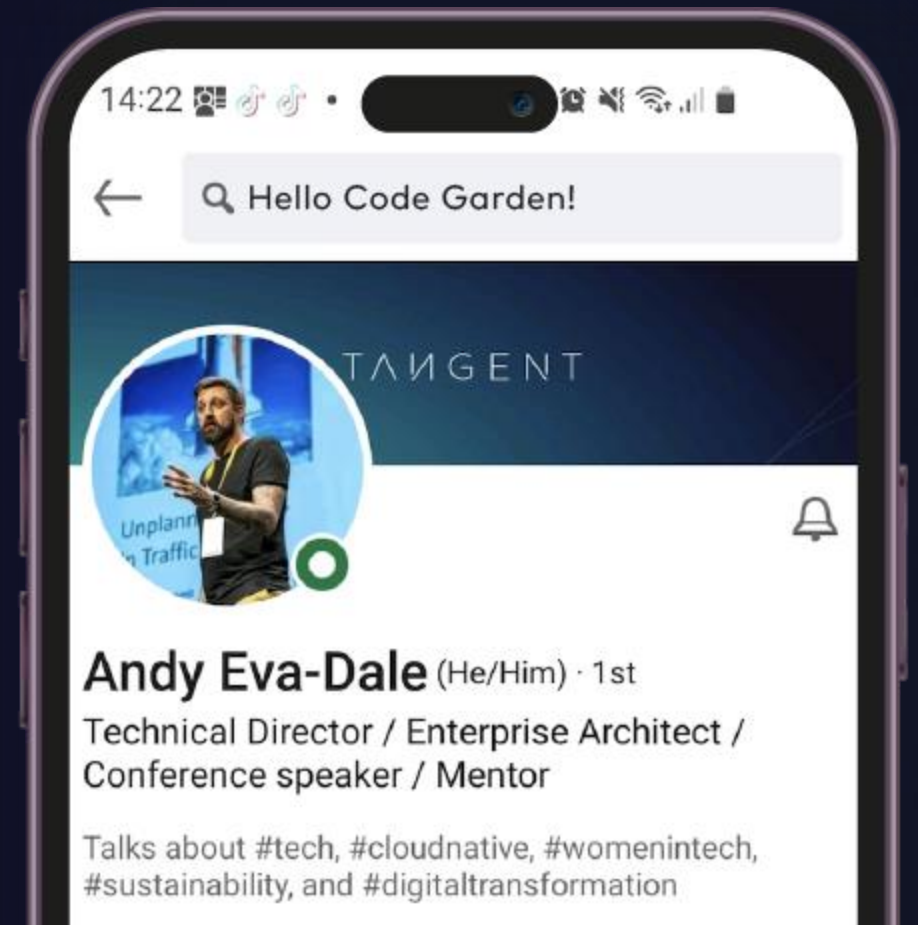 14:22
Hello Code Garden!
TANGENT
Unplann
n Traffic
Andy Eva-Dale (He/Him) · 1st
Technical Director / Enterprise Architect /
Conference speaker / Mentor
Talks about #tech, #cloudnative, #womenintech,
#sustainability, and #digitaltransformation